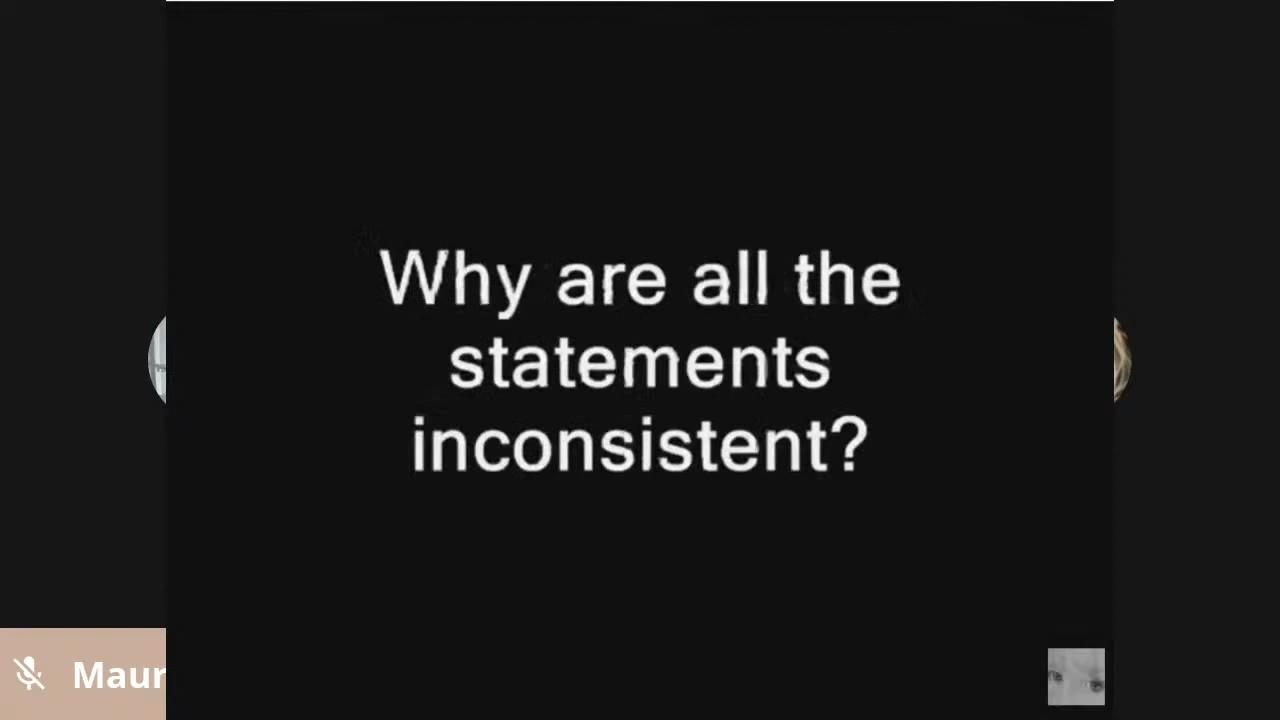 Why are all the
statements
inconsistent?
Maur